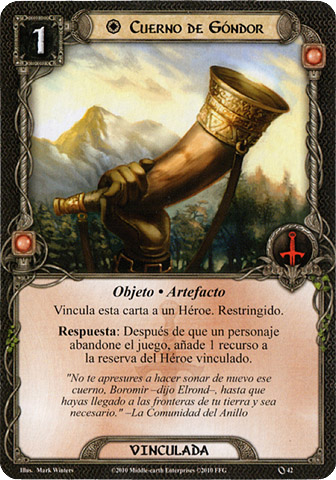 1
CUERNO DE GÓNDOR
Objeto • Artefacto
Vincula esta carta a un Héroe. Restringido.
Respuesta: Después de que un personaje
abandone el juego, añade 1 recurso a
la reserva del Héroe vinculado.
"No te apresures a hacer sonar de nuevo ese
cuerno, Boromir –dijo Elrond–, hasta que
hayas llegado a las fronteras de tu tierra y sea
necesario." –La Comunidad del Anillo
VINCULADA
Illus. Mark Winters
©2010 Middle-earth Enterprises ©2010 FFG
42